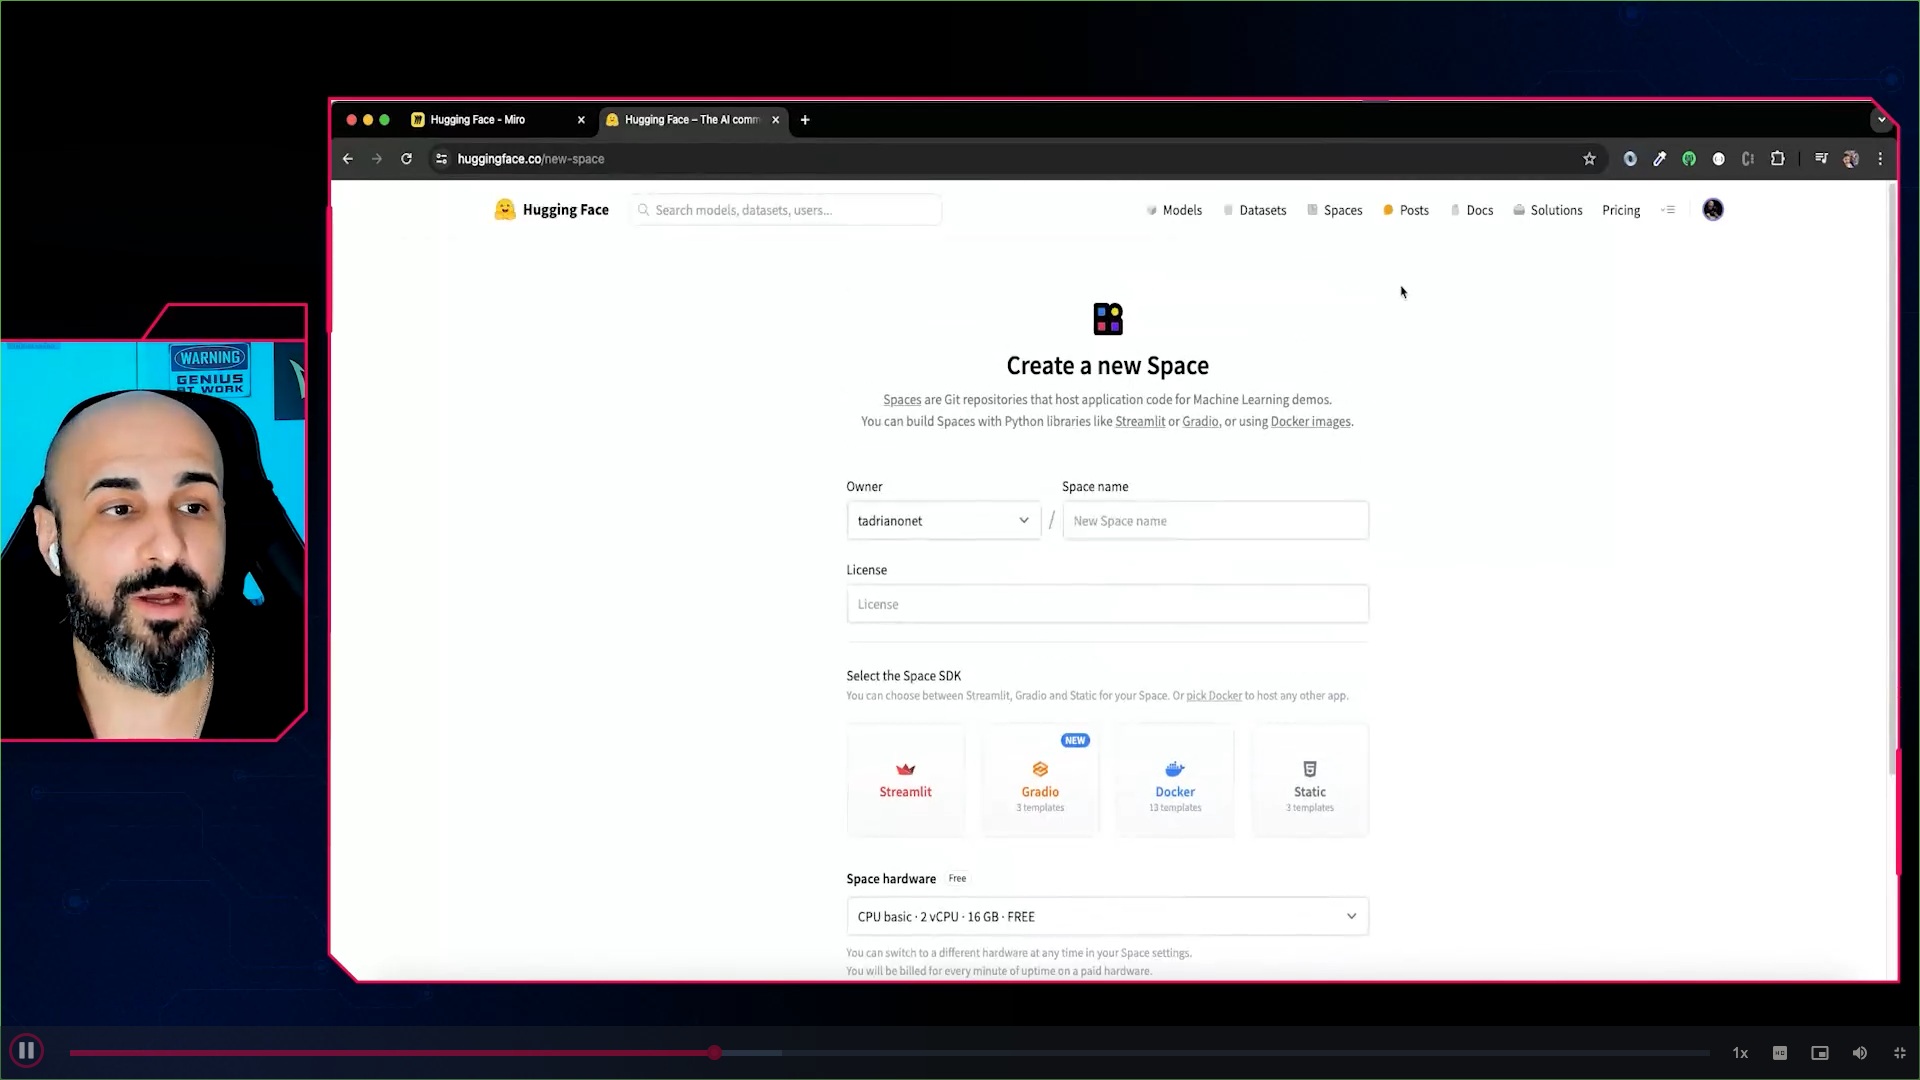 Hugging Face - Miro
Hugging Face – The AI comm
huggingface.co/new-space
Hugging Face
Search models, datasets, users...
Models
Datasets
Spaces
Posts
Docs
Solutions
Pricing
WARNING
GENIUS
AT WORK
Create a new Space
Spaces are Git repositories that host application code for Machine Learning demos.
You can build Spaces with Python libraries like Streamlit or Gradio, or using Docker images.
Owner
Space name
tadrianonet
/
New Space name
License
License
Select the Space SDK
You can choose between Streamlit, Gradio and Static for your Space. Or pick Docker to host any other app.
NEW
Streamlit
Gradio
3 templates
Docker
13 templates
Static
3 templates
Space hardware
Free
CPU basic · 2 vCPU · 16 GB · FREE
You can switch to a different hardware at any time in your Space settings.
You will be billed for every minute of uptime on a paid hardware.
1x
HD